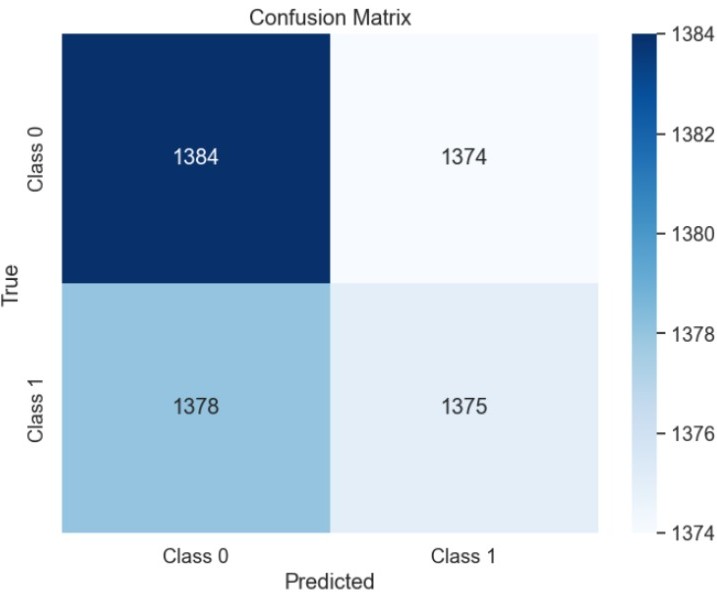 Confusion Matrix
Class 0
1384
1374
Class 1
1378
1375
True
Class 0
Class 1
Predicted
1384
1382
1380
1378
1376
1374